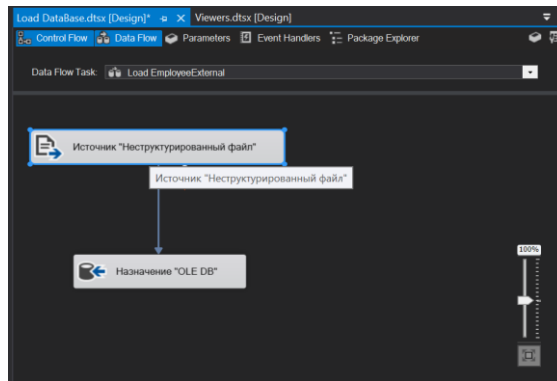 Load DataBase.dtsx [Design]* Viewers.dtsx [Design]
Control Flow Data Flow Parameters Event Handlers Package Explorer
Data Flow Task: Load EmployeeExternal
Источник "Неструктурированный файл"
Источник "Неструктурированный файл"
Назначение "OLE DB"
100%